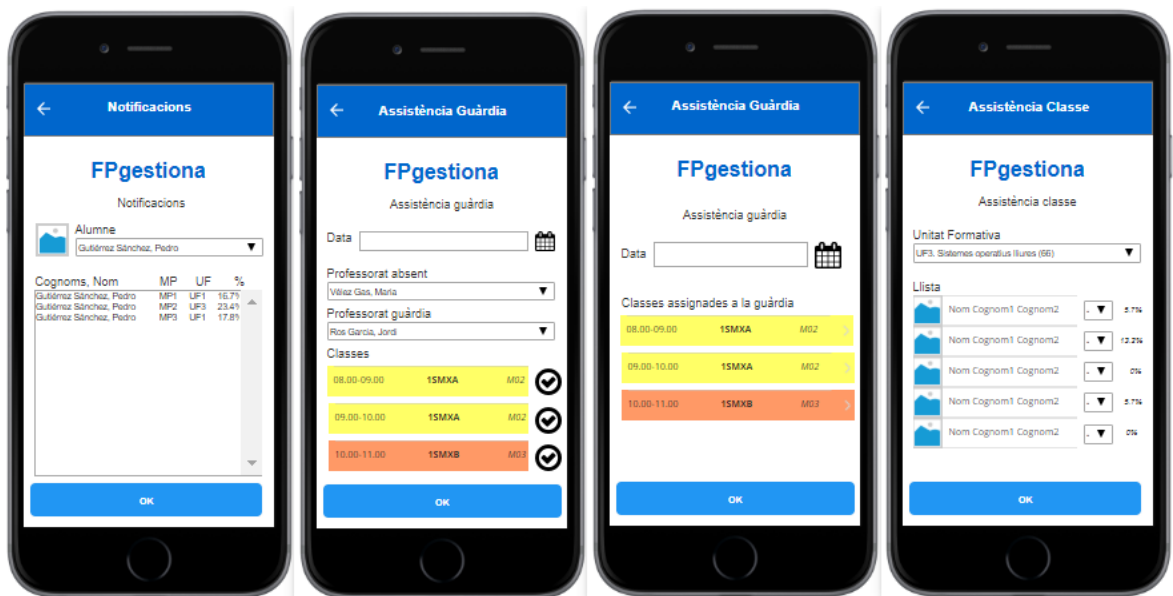 Notificacions
FPgestiona
Notificacions
Alumne
Gutiérrez Sánchez, Pedro
Cognoms, Nom MP UF %
Gutiérrez Sánchez, Pedro MP1 UF1 16.7%
Gutiérrez Sánchez, Pedro MP2 UF3 23.4%
Gutiérrez Sánchez, Pedro MP3 UF1 17.8%
OK
Assistència Guàrdia
FPgestiona
Assistència guàrdia
Data
Professorat absent
Vélez Gas, Maria
Professorat guàrdia
Ros Garcia, Jordi
Classes
08.00-09.00 1SMXA M02
09.00-10.00 1SMXA M02
10.00-11.00 1SMXB M03
OK
Assistència Guàrdia
FPgestiona
Assistència guàrdia
Data
Classes assignades a la guàrdia
08.00-09.00 1SMXA M02
09.00-10.00 1SMXA M02
10.00-11.00 1SMXB M03
OK
Assistència Classe
FPgestiona
Assistència classe
Unitat Formativa
UF3. Sistemes operatius lliures (66)
Llista
Nom Cognom1 Cognom2 - 5.7%
Nom Cognom1 Cognom2 - 13.2%
Nom Cognom1 Cognom2 - 0%
Nom Cognom1 Cognom2 - 5.7%
Nom Cognom1 Cognom2 - 0%
OK